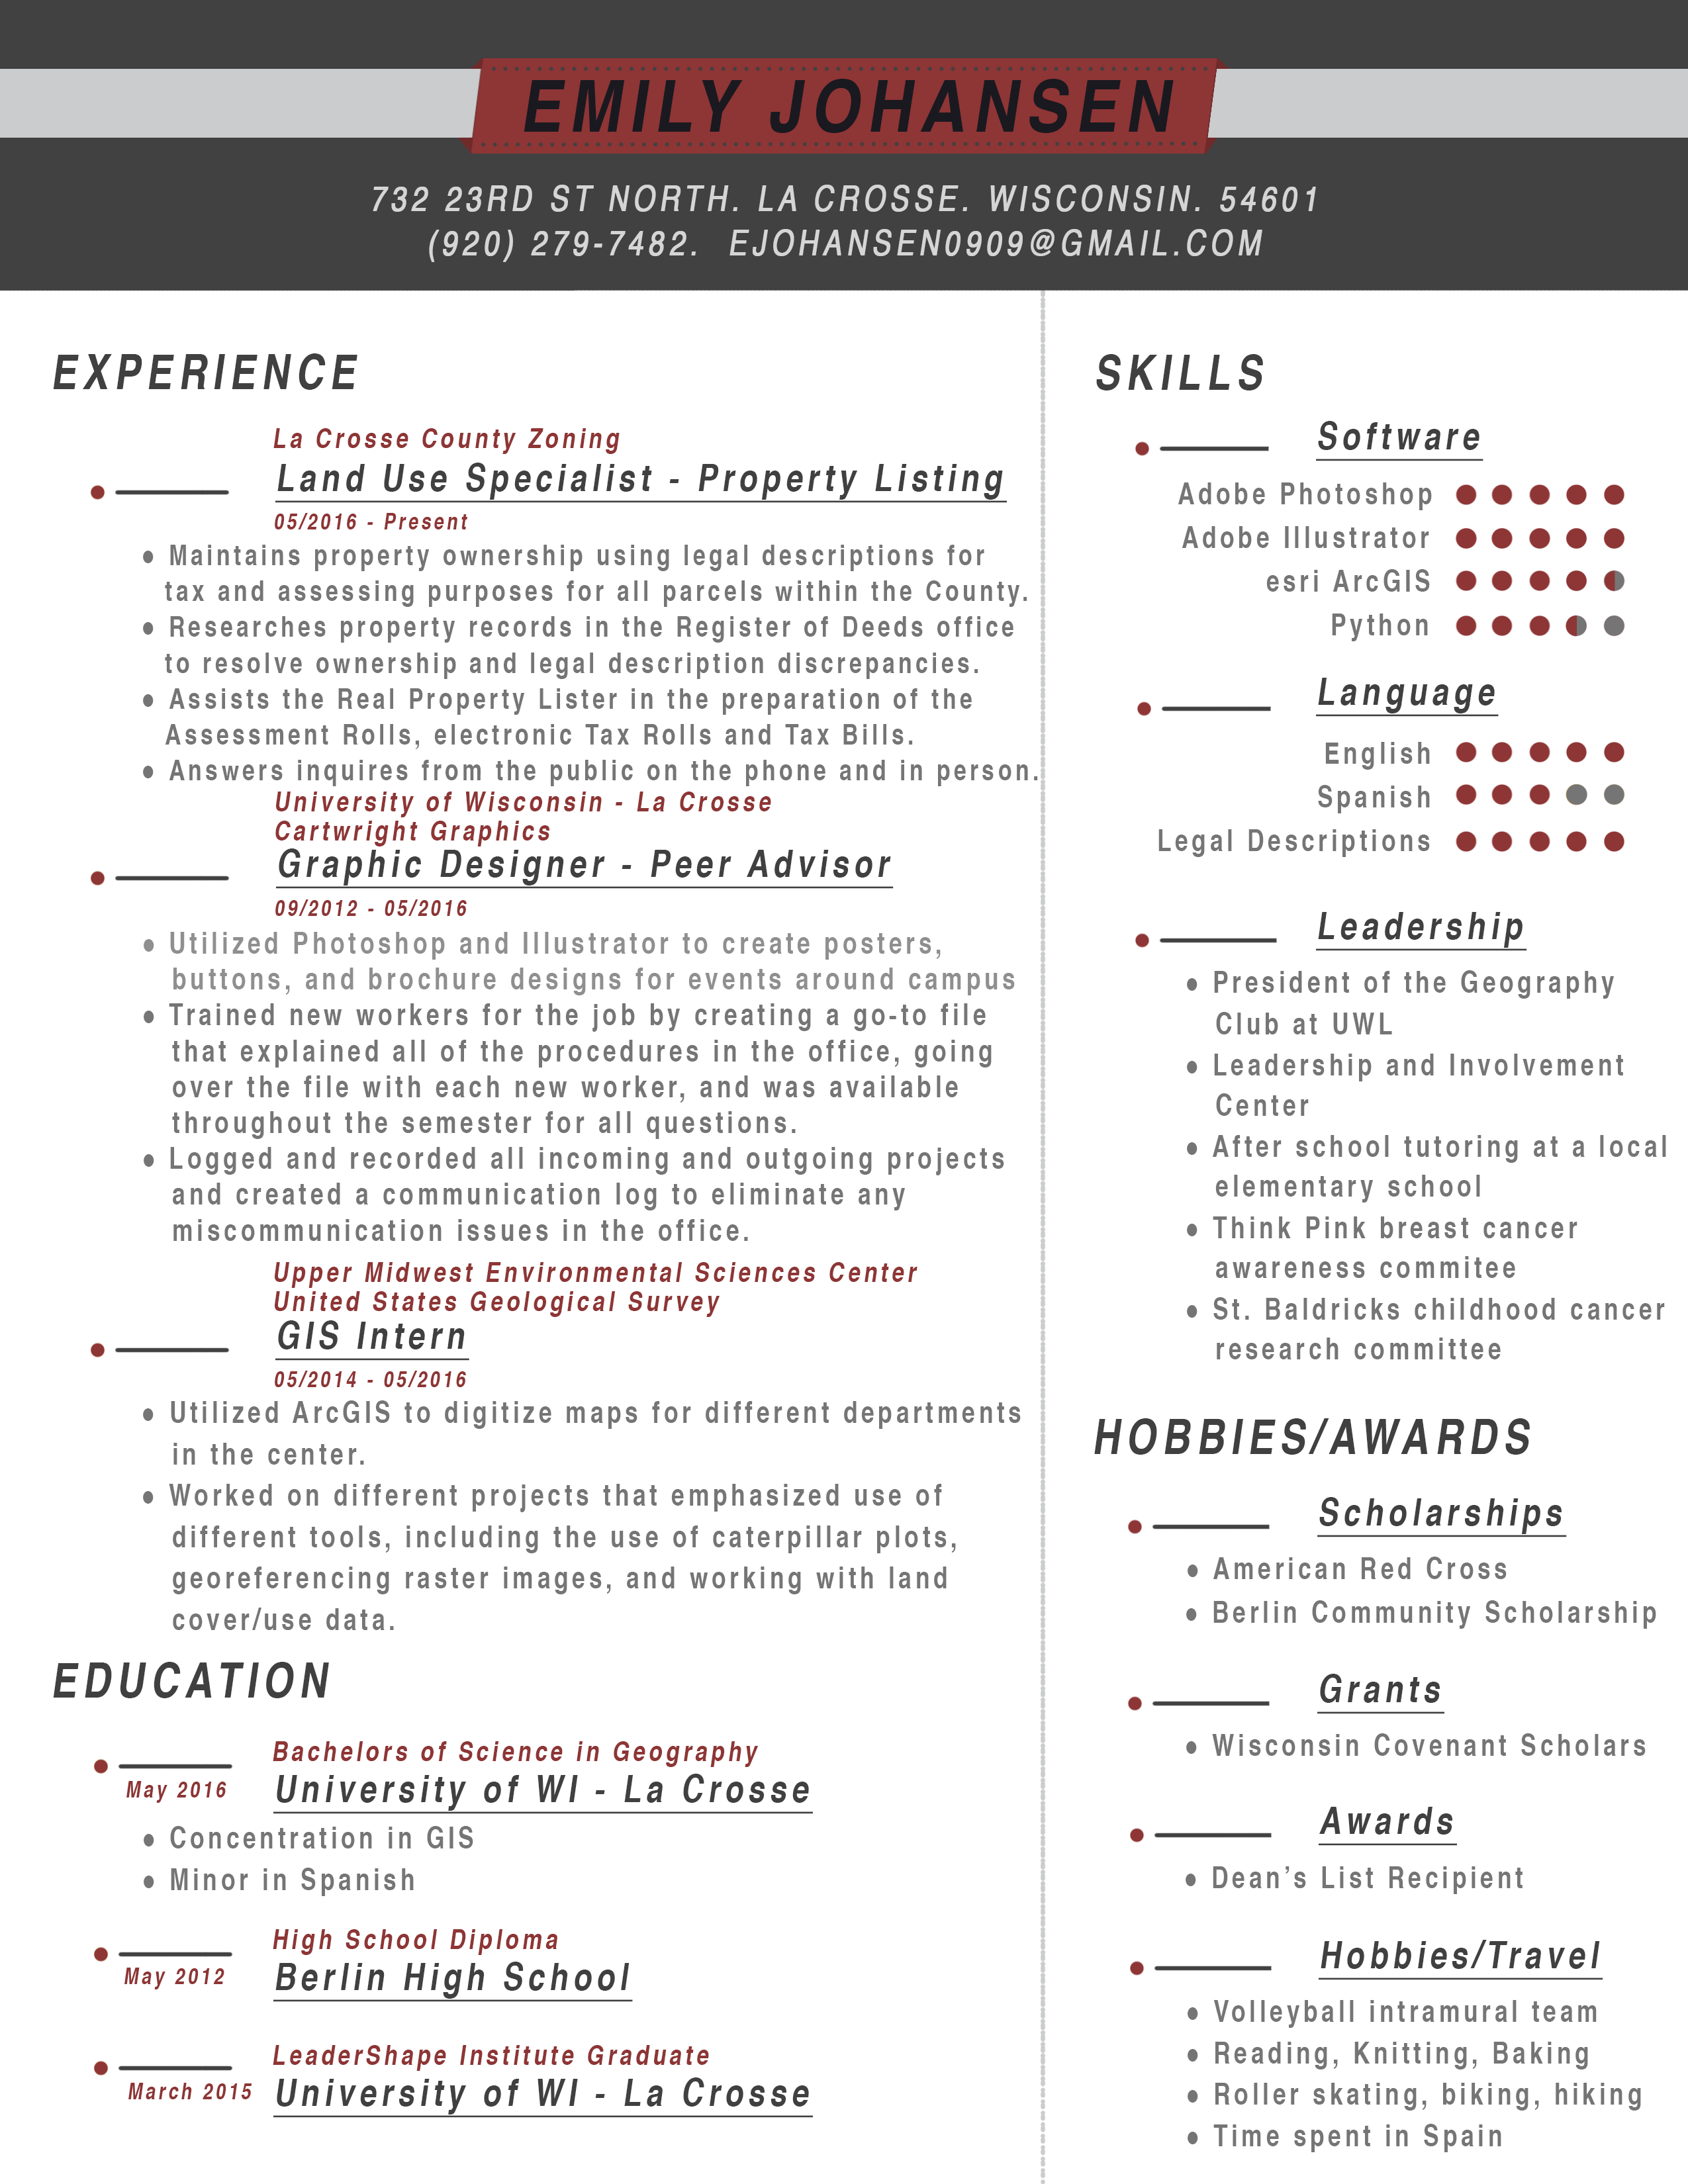 EMILY JOHANSEN
732 23RD ST NORTH. LA CROSSE. WISCONSIN. 54601
(920) 279-7482. EJOHANSEN0909@GMAIL.COM
EXPERIENCE
La Crosse County Zoning
Land Use Specialist - Property Listing
05/2016 - Present
• Maintains property ownership using legal descriptions for
tax and assessing purposes for all parcels within the County.
• Researches property records in the Register of Deeds office
to resolve ownership and legal description discrepancies.
• Assists the Real Property Lister in the preparation of the
Assessment Rolls, electronic Tax Rolls and Tax Bills.
• Answers inquires from the public on the phone and in person.
University of Wisconsin - La Crosse
Cartwright Graphics
Graphic Designer - Peer Advisor
09/2012 - 05/2016
• Utilized Photoshop and Illustrator to create posters,
buttons, and brochure designs for events around campus
• Trained new workers for the job by creating a go-to file
that explained all of the procedures in the office, going
over the file with each new worker, and was available
throughout the semester for all questions.
• Logged and recorded all incoming and outgoing projects
and created a communication log to eliminate any
miscommunication issues in the office.
Upper Midwest Environmental Sciences Center
United States Geological Survey
GIS Intern
05/2014 - 05/2016
• Utilized ArcGIS to digitize maps for different departments
in the center.
• Worked on different projects that emphasized use of
different tools, including the use of caterpillar plots,
georeferencing raster images, and working with land
cover/use data.
EDUCATION
Bachelors of Science in Geography
May 2016
University of WI - La Crosse
• Concentration in GIS
• Minor in Spanish
High School Diploma
May 2012
Berlin High School
LeaderShape Institute Graduate
March 2015
University of WI - La Crosse
SKILLS
Software
Adobe Photoshop
Adobe Illustrator
esri ArcGIS
Python
Language
English
Spanish
Legal Descriptions
Leadership
• President of the Geography
Club at UWL
• Leadership and Involvement
Center
• After school tutoring at a local
elementary school
• Think Pink breast cancer
awareness commitee
• St. Baldricks childhood cancer
research committee
HOBBIES/AWARDS
Scholarships
• American Red Cross
• Berlin Community Scholarship
Grants
• Wisconsin Covenant Scholars
Awards
• Dean’s List Recipient
Hobbies/Travel
• Volleyball intramural team
• Reading, Knitting, Baking
• Roller skating, biking, hiking
• Time spent in Spain